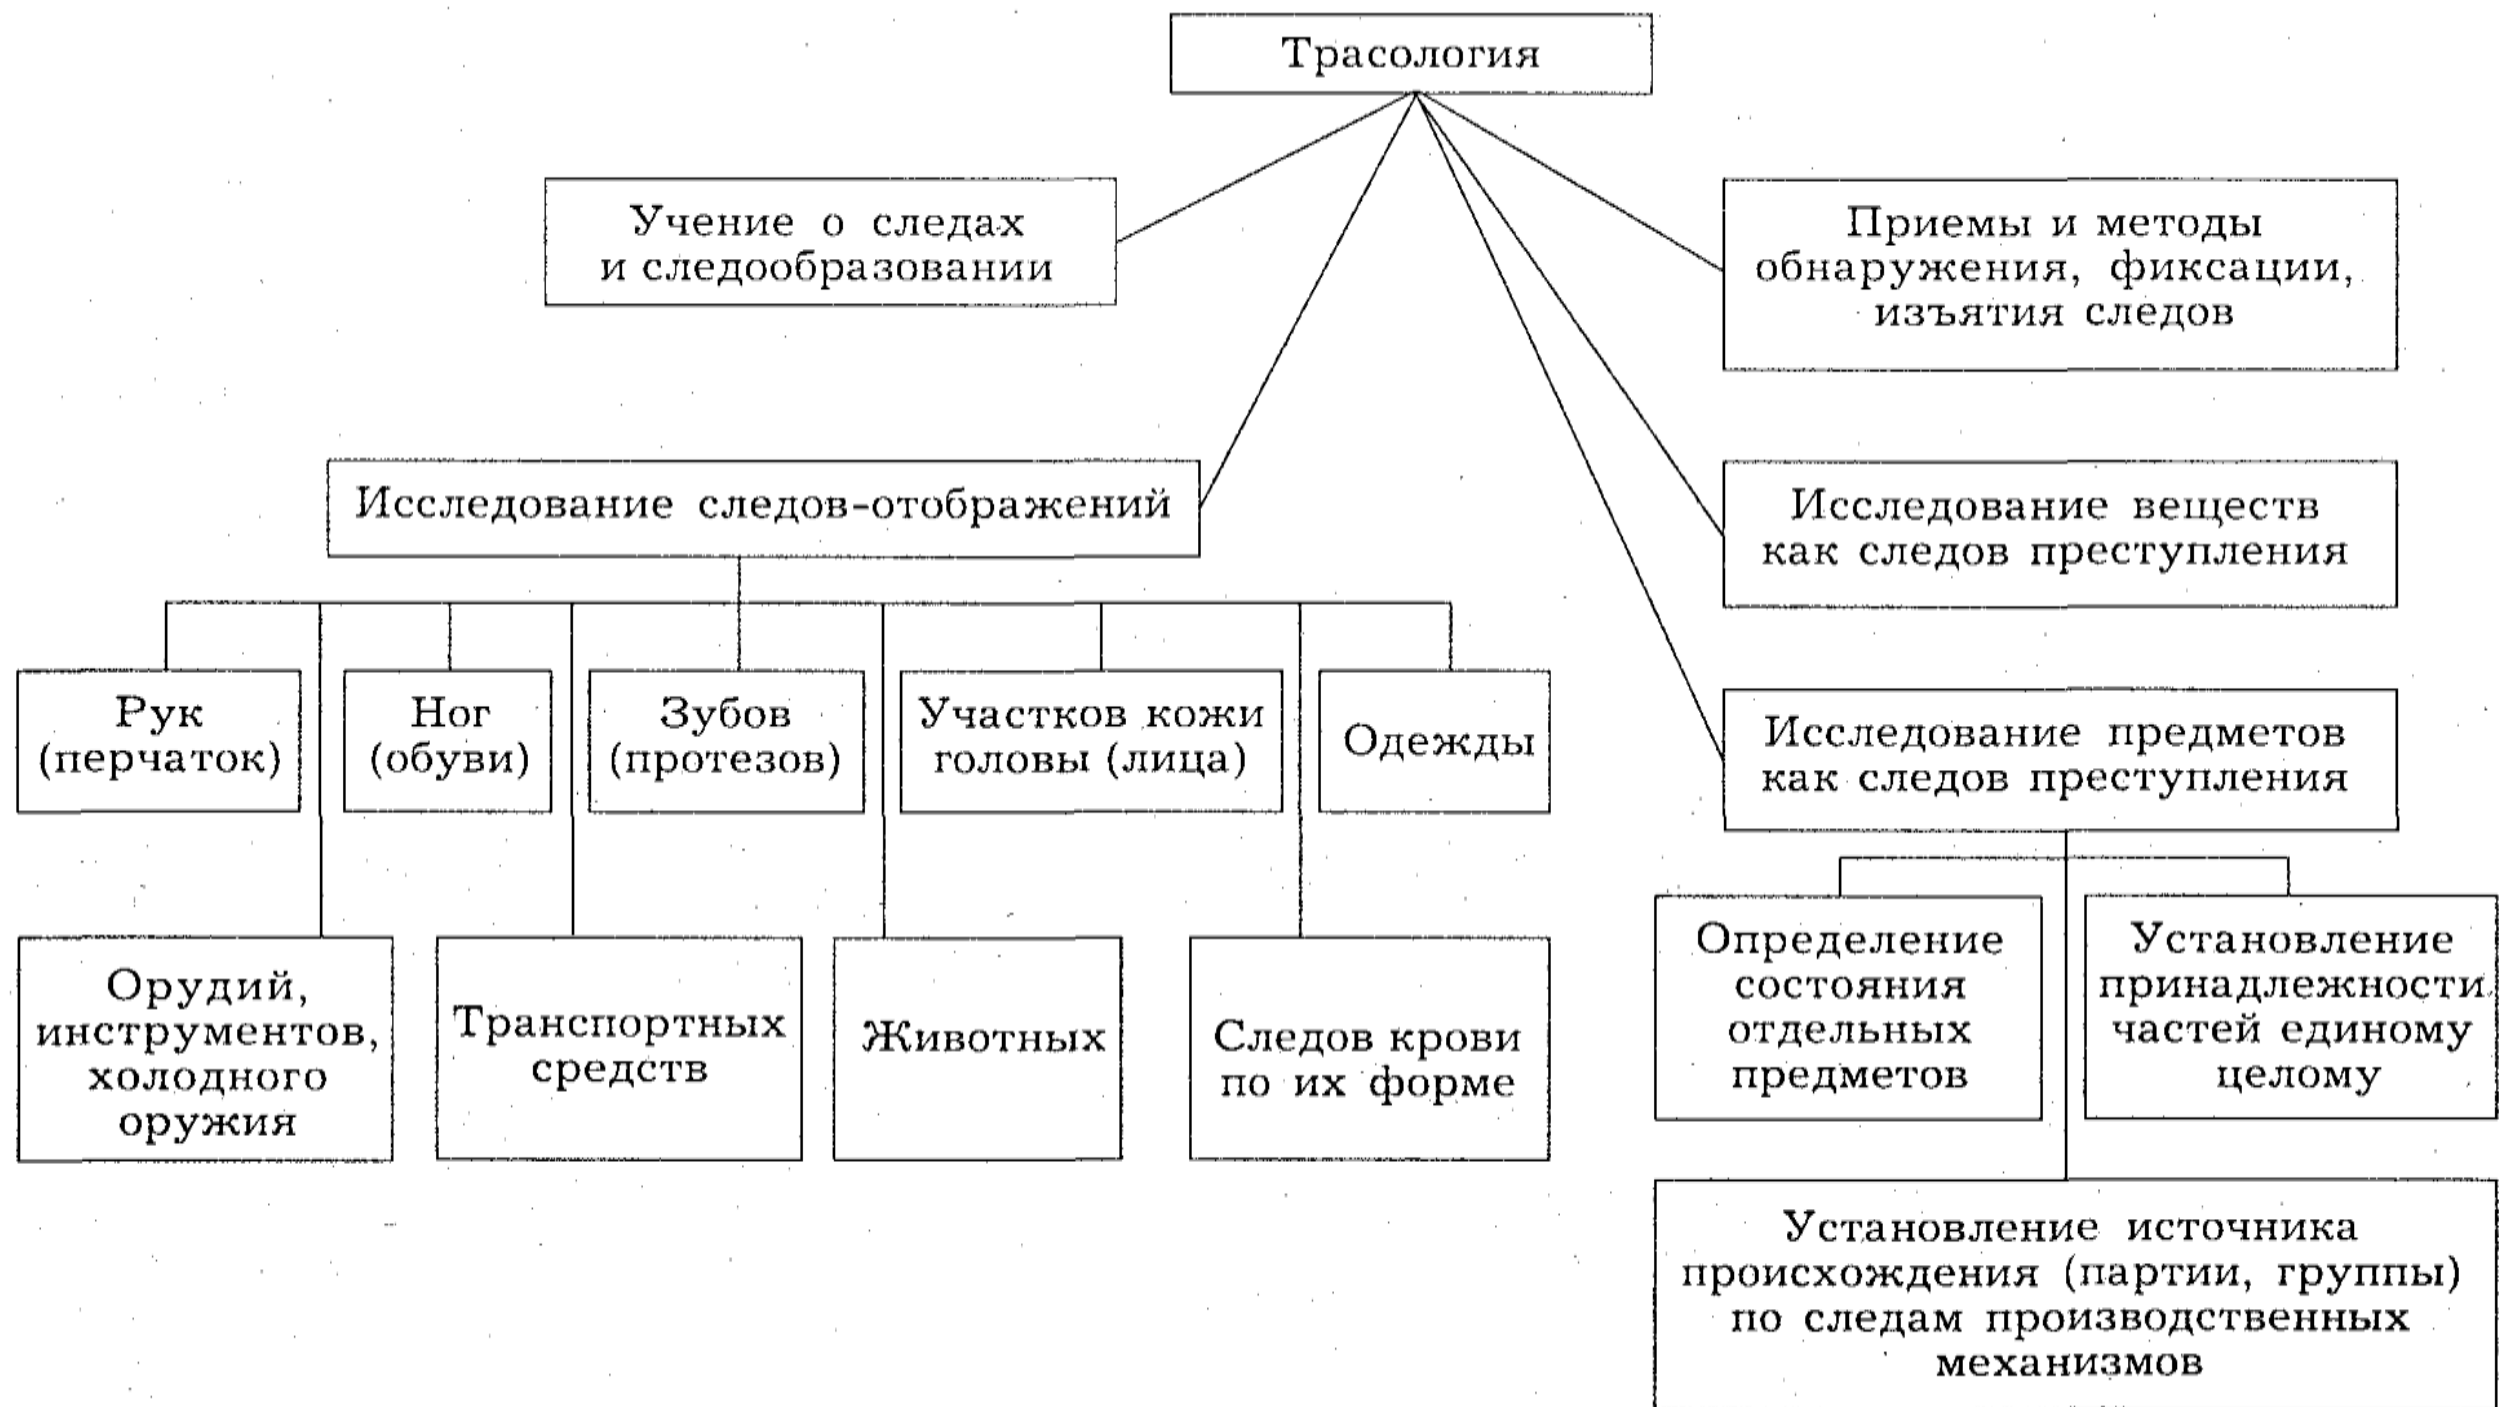 Трасология
Учение о следах
и следообразовании
Приемы и методы
обнаружения, фиксации,
изъятия следов
Исследование следов-отображений
Исследование веществ
как следов преступления
Рук
(перчаток)
Ног
(обуви)
Зубов
(протезов)
Участков кожи
головы (лица)
Одежды
Исследование предметов
как следов преступления
Орудий,
инструментов,
холодного
оружия
Транспортных
средств
Животных
Следов крови
по их форме
Определение
состояния
отдельных
предметов
Установление
принадлежности
частей единому
целому
Установление источника
происхождения (партии, группы)
по следам производственных
механизмов